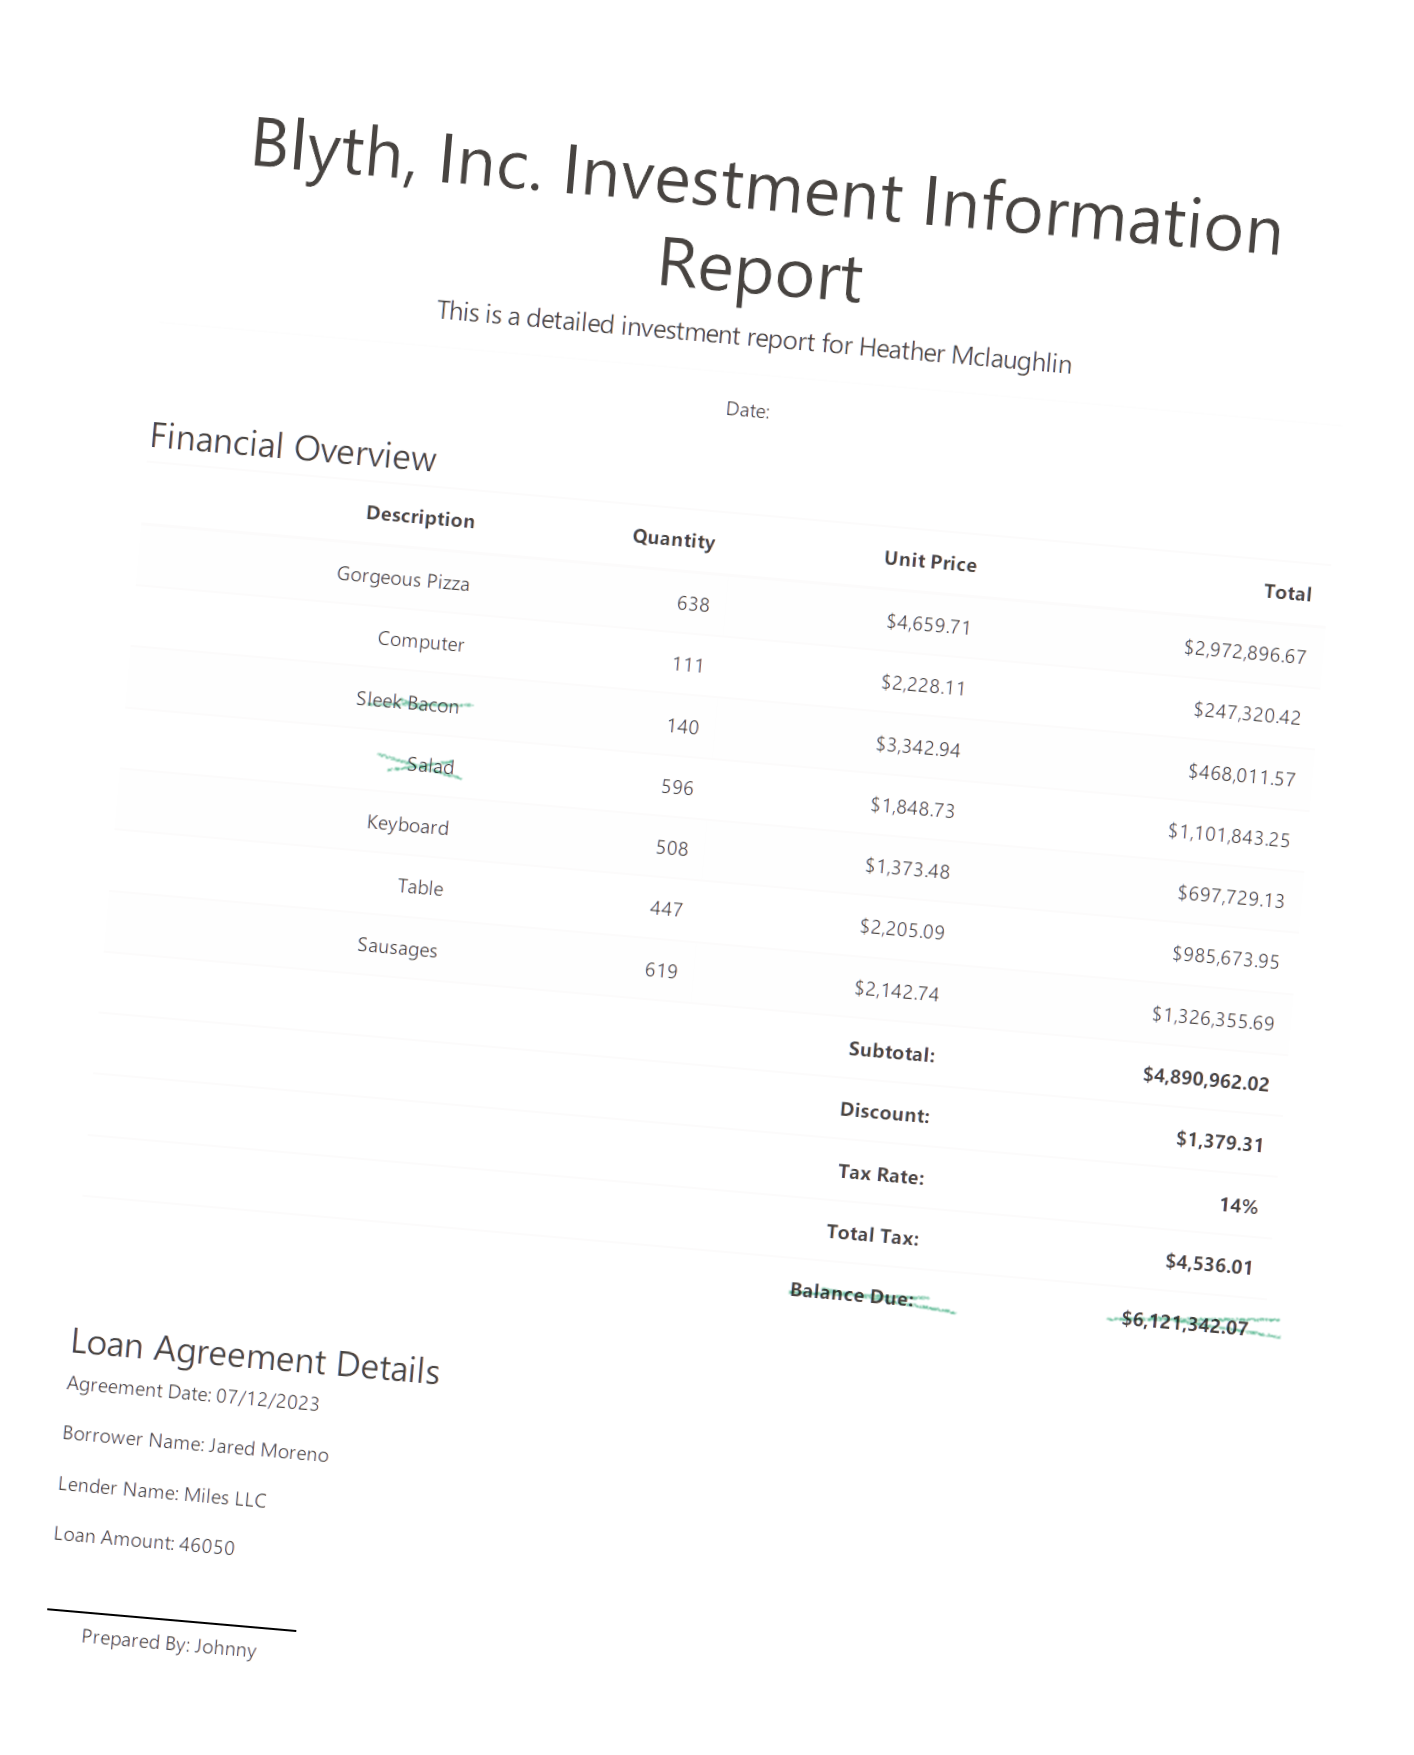 Blyth, Inc. Investment Information
Report
This is a detailed investment report for Heather Mclaughlin
Date:
Financial Overview
Description Quantity Unit Price Total
Gorgeous Pizza 638 $4,659.71 $2,972,896.67
Computer 111 $2,228.11 $247,320.42
Sleek Bacon 140 $3,342.94 $468,011.57
Salad 596 $1,848.73 $1,101,843.25
Keyboard 508 $1,373.48 $697,729.13
Table 447 $2,205.09 $985,673.95
Sausages 619 $2,142.74 $1,326,355.69
Subtotal: $4,890,962.02
Discount: $1,379.31
Tax Rate: 14%
Total Tax: $4,536.01
Balance Due: $6,121,342.07
Loan Agreement Details
Agreement Date: 07/12/2023
Borrower Name: Jared Moreno
Lender Name: Miles LLC
Loan Amount: 46050
Prepared By: Johnny